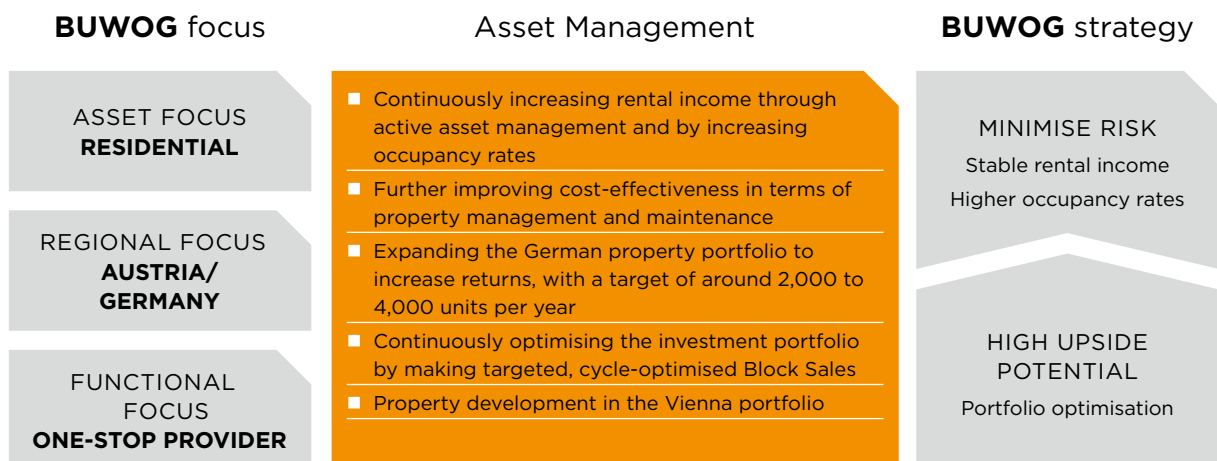 BUWOG focus
ASSET FOCUS
RESIDENTIAL
REGIONAL FOCUS
AUSTRIA/
GERMANY
FUNCTIONAL
FOCUS
ONE-STOP PROVIDER
Asset Management
Continuously increasing rental income through
active asset management and by increasing
occupancy rates
Further improving cost-effectiveness in terms of
property management and maintenance
Expanding the German property portfolio to
increase returns, with a target of around 2,000 to
4,000 units per year
Continuously optimising the investment portfolio
by making targeted, cycle-optimised Block Sales
Property development in the Vienna portfolio
BUWOG strategy
MINIMISE RISK
Stable rental income
Higher occupancy rates
HIGH UPSIDE
POTENTIAL
Portfolio optimisation